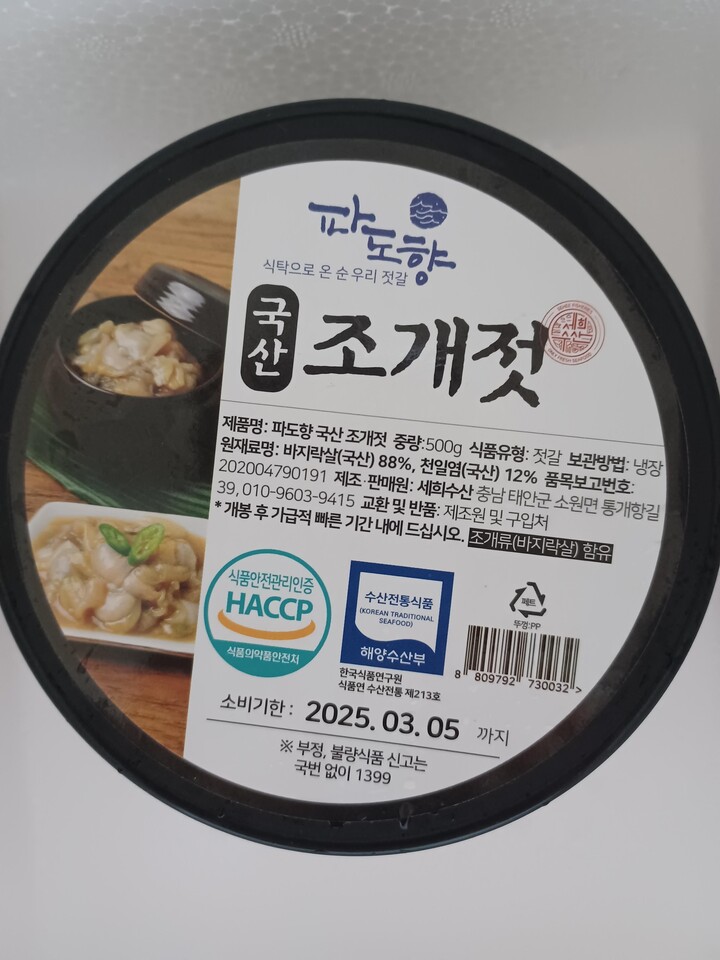 파도향
식탁으로 온 순 우리 젓갈
국산
조개젓
세희
수산
제품명: 파도향 국산 조개젓 중량:500g 식품유형: 젓갈 보관방법: 냉장
원재료명: 바지락살(국산) 88%, 천일염(국산) 12% 품목보고번호:
202004790191 제조·판매원: 세희수산 충남 태안군 소원면 통개항길
39, 010-9603-9415 교환 및 반품: 제조원 및 구입처
* 개봉 후 가급적 빠른 기간 내에 드십시오. 조개류(바지락살) 함유
식품안전관리인증
HACCP
식품의약품안전처
수산전통식품
(KOREAN TRADITIONAL
SEAFOOD)
해양수산부
한국식품연구원
식품연 수산전통 제213호
페트
뚜껑:PP
8 809792 730032 >
소비기한 : 2025. 03. 05 까지
※ 부정, 불량식품 신고는
국번 없이 1399